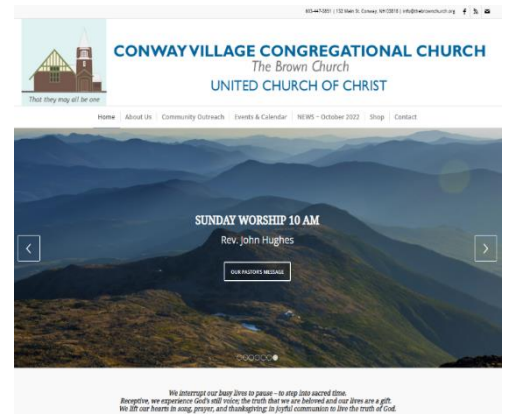 603-447-3851 | 132 Main St. Conway, NH 03818 | info@thebrownchurch.org
CONWAY VILLAGE CONGREGATIONAL CHURCH
The Brown Church
UNITED CHURCH OF CHRIST
That they may all be one
Home About Us Community Outreach Events & Calendar NEWS ~ October 2022 Shop Contact
SUNDAY WORSHIP 10 AM
Rev. John Hughes
OUR PASTOR'S MESSAGE
We interrupt our busy lives to pause – to step into sacred time.
Receptive, we experience God's still voice; the truth that we are beloved and our lives are a gift.
We lift our hearts in song, prayer, and thanksgiving; in joyful communion to live the truth of God.